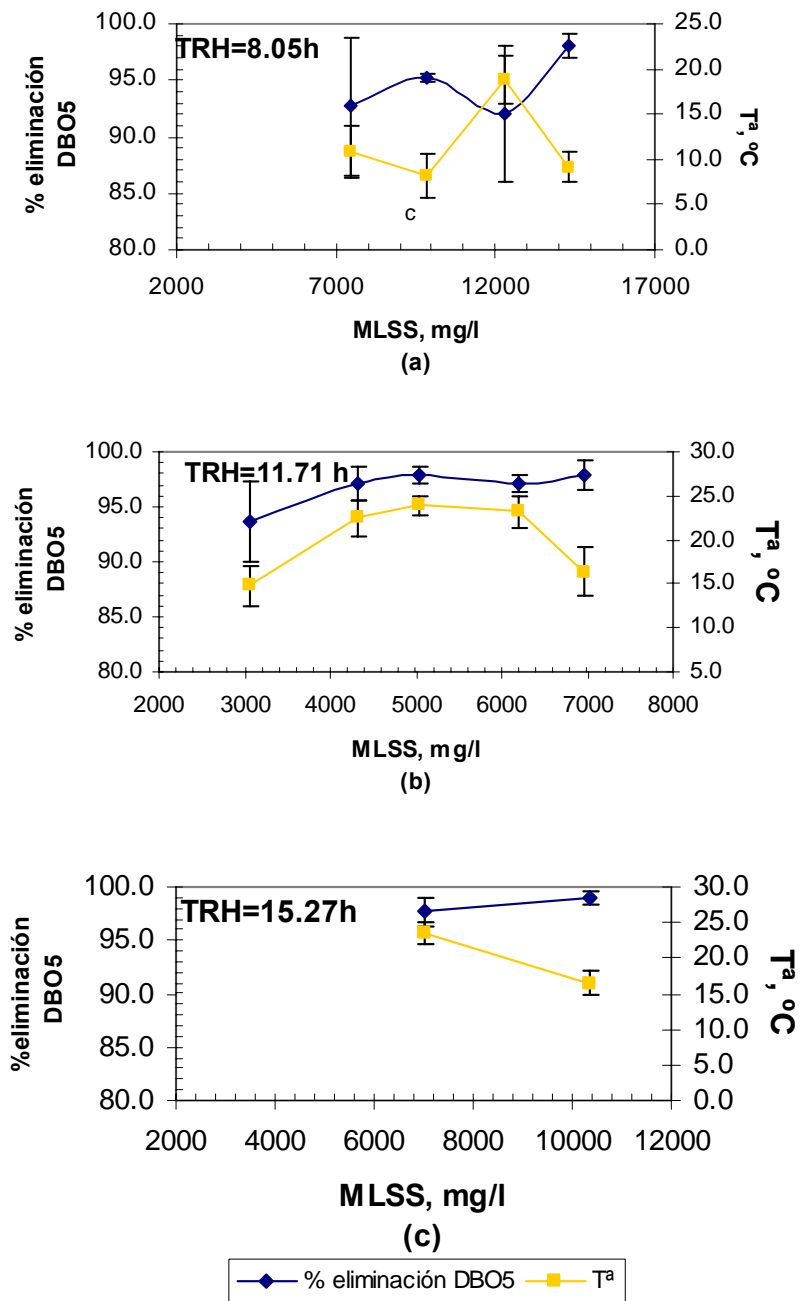 TRH=8.05h
% eliminación
DBO5
100.0
95.0
90.0
85.0
80.0
25.0
20.0
15.0
10.0
5.0
0.0
Tª, ºC
c
2000 7000 12000 17000
MLSS, mg/l
(a)
TRH=11.71 h
% eliminación
DBO5
100.0
95.0
90.0
85.0
80.0
30.0
25.0
20.0
15.0
10.0
5.0
Tª, ºC
2000 3000 4000 5000 6000 7000 8000
MLSS, mg/l
(b)
TRH=15.27h
%eliminación
DBO5
100.0
95.0
90.0
85.0
80.0
30.0
25.0
20.0
15.0
10.0
5.0
0.0
Tª, ºC
2000 4000 6000 8000 10000 12000
MLSS, mg/l
(c)
% eliminación DBO5 Tª